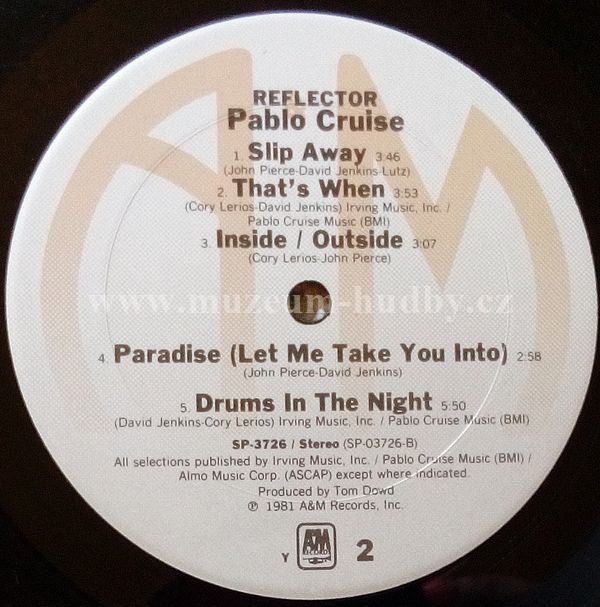 REFLECTOR
Pablo Cruise
1. Slip Away 3:46
(John Pierce-David Jenkins-Lutz)
2. That's When 3:53
(Cory Lerios-David Jenkins) Irving Music, Inc. /
Pablo Cruise Music (BMI)
3. Inside / Outside 3:07
(Cory Lerios-John Pierce)
www.muzeum-hudby.cz
4. Paradise (Let Me Take You Into) 2:58
(John Pierce-David Jenkins)
5. Drums In The Night 5:50
(David Jenkins-Cory Lerios) Irving Music, Inc. / Pablo Cruise Music (BMI)
SP-3726 / Stereo (SP-03726-B)
All selections published by Irving Music, Inc. / Pablo Cruise Music (BMI) /
Almo Music Corp. (ASCAP) except where indicated.
Produced by Tom Dowd
℗ 1981 A&M Records, Inc.
Y A&M RECORDS 2